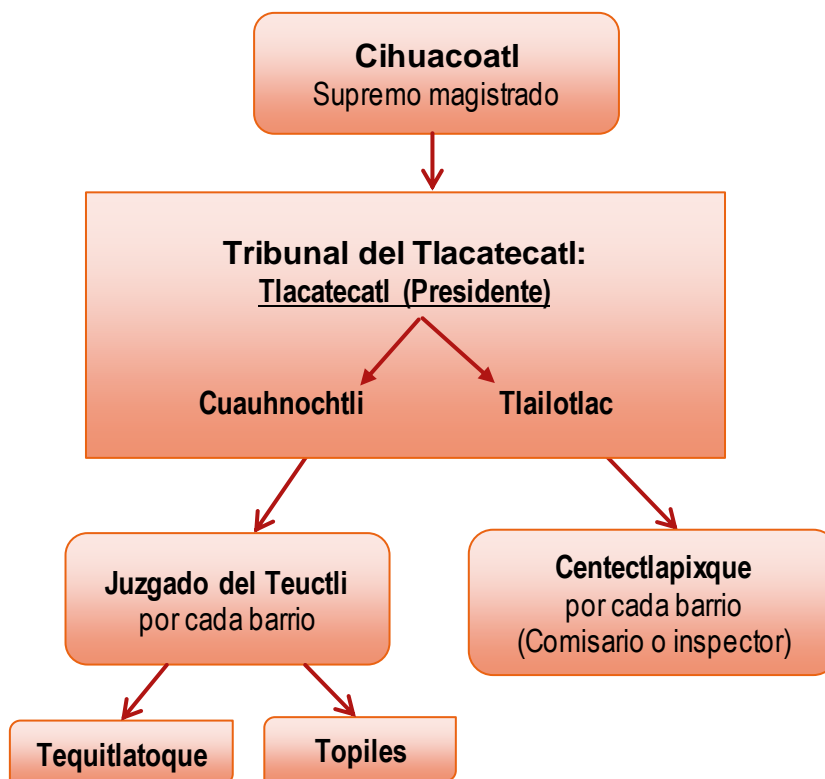 Cihuacoatl
Supremo magistrado
Tribunal del Tlacatecatl:
Tlacatecatl (Presidente)
Cuauhnochtli
Tlailotlac
Juzgado del Teuctli
por cada barrio
Centectlapixque
por cada barrio
(Comisario o inspector)
Tequitlatoque
Topiles